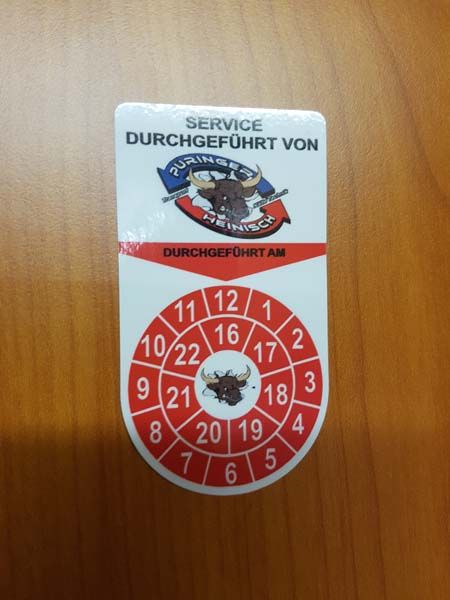 SERVICE
DURCHGEFÜHRT VON
PÜRINGER
HEINISCH
DURCHGEFÜHRT AM
11 12 1
10 22 16 17 2
9 21 18 3
8 20 19 4
7 6 5